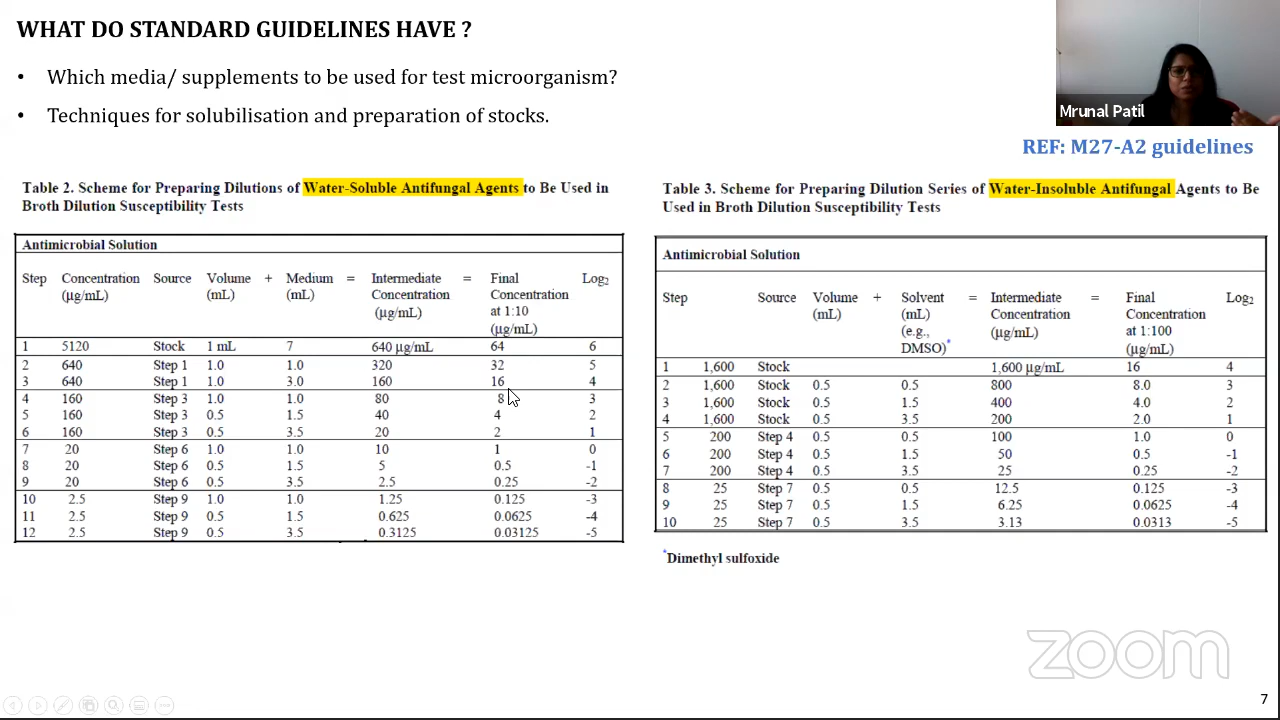 WHAT DO STANDARD GUIDELINES HAVE ?
• Which media/ supplements to be used for test microorganism?
• Techniques for solubilisation and preparation of stocks.
Mrunal Patil
REF: M27-A2 guidelines
Table 2. Scheme for Preparing Dilutions of Water-Soluble Antifungal Agents to Be Used in
Broth Dilution Susceptibility Tests
Antimicrobial Solution
Step Concentration Source Volume + Medium = Intermediate = Final Log2
(µg/mL) (mL) (mL) Concentration Concentration
(µg/mL) at 1:10
(µg/mL)
1 5120 Stock 1 mL 7 640 µg/mL 64 6
2 640 Step 1 1.0 1.0 320 32 5
3 640 Step 1 1.0 3.0 160 16 4
4 160 Step 3 1.0 1.0 80 8 3
5 160 Step 3 0.5 1.5 40 4 2
6 160 Step 3 0.5 3.5 20 2 1
7 20 Step 6 1.0 1.0 10 1 0
8 20 Step 6 0.5 1.5 5 0.5 -1
9 20 Step 6 0.5 3.5 2.5 0.25 -2
10 2.5 Step 9 1.0 1.0 1.25 0.125 -3
11 2.5 Step 9 0.5 1.5 0.625 0.0625 -4
12 2.5 Step 9 0.5 3.5 0.3125 0.03125 -5
Table 3. Scheme for Preparing Dilution Series of Water-Insoluble Antifungal Agents to Be
Used in Broth Dilution Susceptibility Tests
Antimicrobial Solution
Step Source Volume + Solvent = Intermediate = Final Log2
(mL) (mL) Concentration Concentration
(e.g., (µg/mL) at 1:100
DMSO)* (µg/mL)
1 1,600 Stock 1,600 µg/mL 16 4
2 1,600 Stock 0.5 0.5 800 8.0 3
3 1,600 Stock 0.5 1.5 400 4.0 2
4 1,600 Stock 0.5 3.5 200 2.0 1
5 200 Step 4 0.5 0.5 100 1.0 0
6 200 Step 4 0.5 1.5 50 0.5 -1
7 200 Step 4 0.5 3.5 25 0.25 -2
8 25 Step 7 0.5 0.5 12.5 0.125 -3
9 25 Step 7 0.5 1.5 6.25 0.0625 -4
10 25 Step 7 0.5 3.5 3.13 0.0313 -5
*Dimethyl sulfoxide
zoom
7